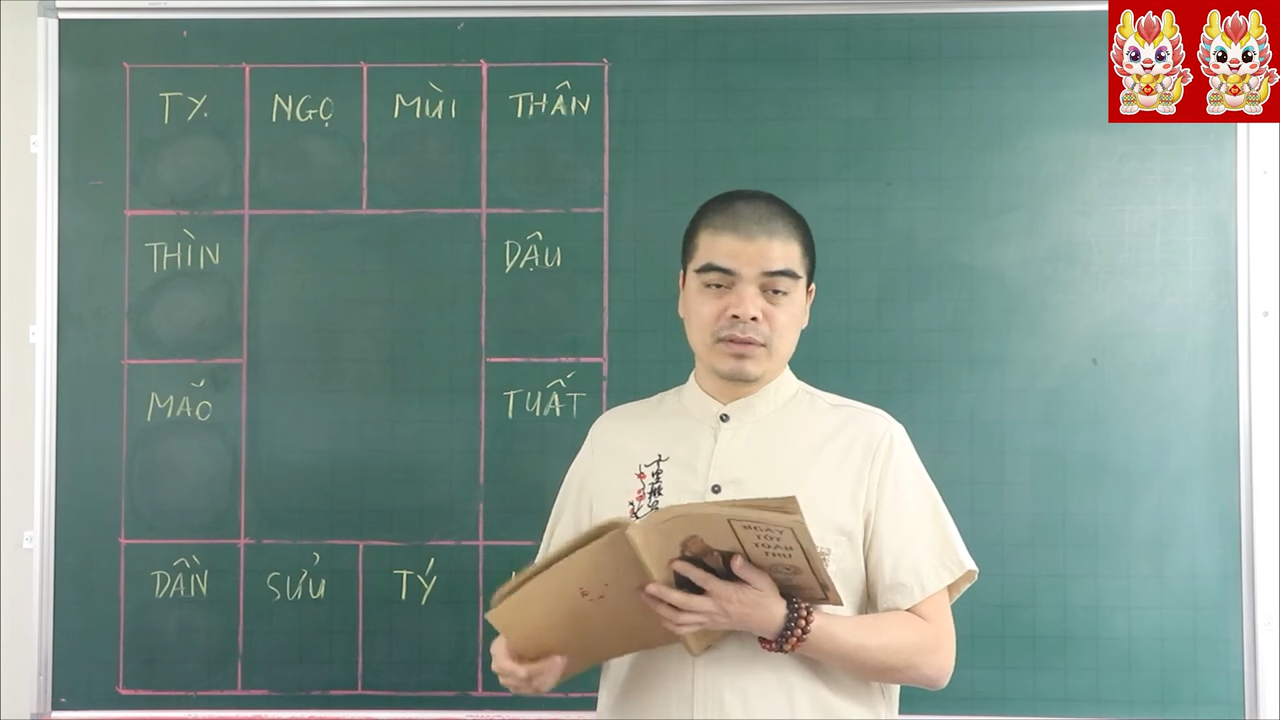 TỴ NGỌ MÙI THÂN
THÌN DẬU
MÃO TUẤT
DẦN SỬU TÝ
NGÀY
TỐT
TOÀN
THƯ